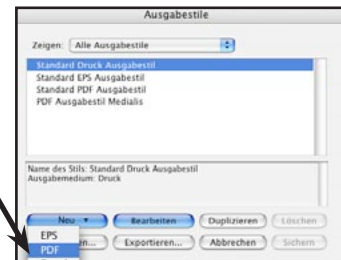 Ausgabestile
Zeigen: Alle Ausgabestile
Standard Druck Ausgabestil
Standard EPS Ausgabestil
Standard PDF Ausgabestil
PDF Ausgabestil Medialis
Name des Stils: Standard Druck Ausgabestil
Ausgabemedium: Druck
Neu Bearbeiten Duplizieren Löschen
EPS
en... Exportieren... Abbrechen Sichern
PDF